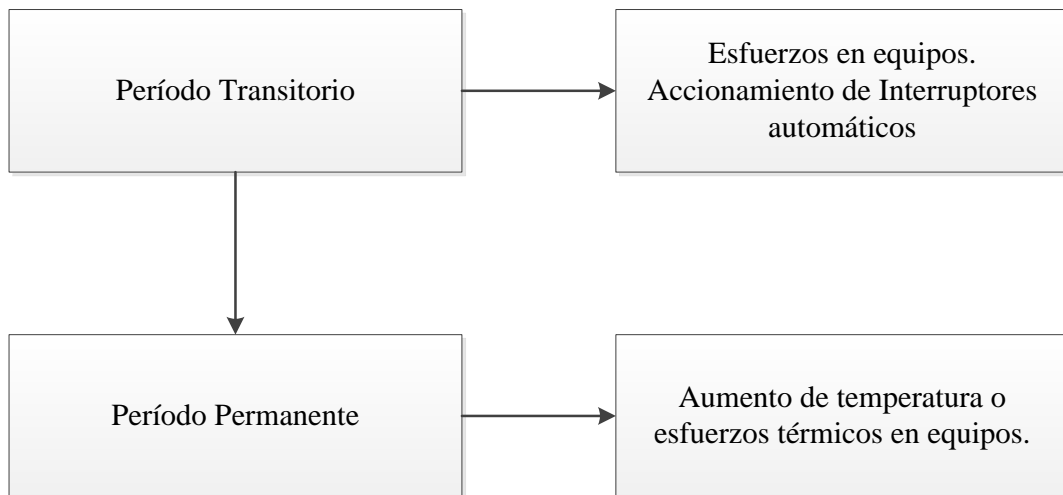 Período Transitorio
Esfuerzos en equipos.
Accionamiento de Interruptores
automáticos
Período Permanente
Aumento de temperatura o
esfuerzos térmicos en equipos.